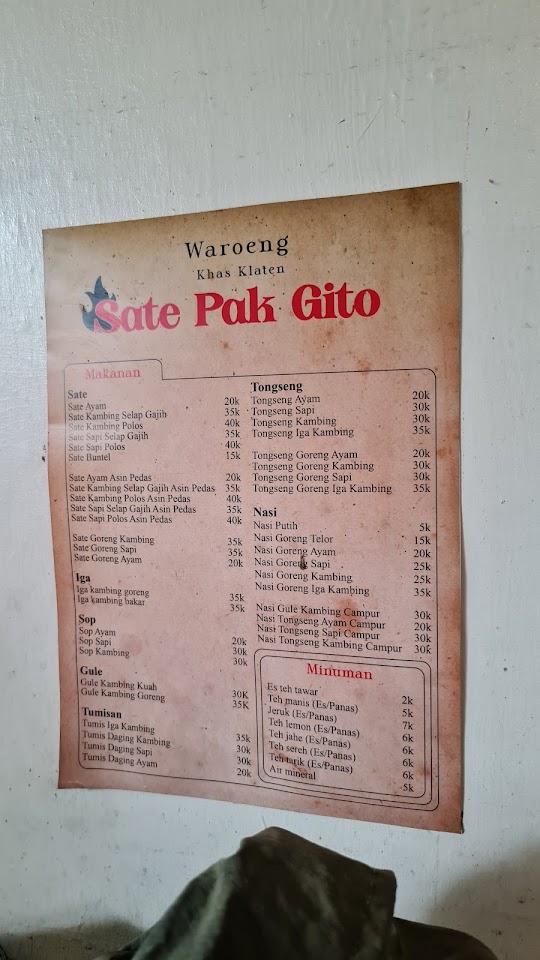 Waroeng
Khas Klaten
Sate Pak Gito
Makanan
Sate
Sate Ayam 20k
Sate Kambing Selap Gajih 35k
Sate Kambing Polos 40k
Sate Sapi Selap Gajih 35k
Sate Sapi Polos 40k
Sate Buntel 15k
Sate Ayam Asin Pedas 20k
Sate Kambing Selap Gajih Asin Pedas 35k
Sate Kambing Polos Asin Pedas 40k
Sate Sapi Selap Gajih Asin Pedas 35k
Sate Sapi Polos Asin Pedas 40k
Sate Goreng Kambing 35k
Sate Goreng Sapi 35k
Sate Goreng Ayam 20k
Iga
Iga kambing goreng 35k
Iga kambing bakar 35k
Sop
Sop Ayam 20k
Sop Sapi 30k
Sop Kambing 30k
Gule
Gule Kambing Kuah 30K
Gule Kambing Goreng 35K
Tumisan
Tumis Iga Kambing 35k
Tumis Daging Kambing 30k
Tumis Daging Sapi 30k
Tumis Daging Ayam 20k
Tongseng
Tongseng Ayam 20k
Tongseng Sapi 30k
Tongseng Kambing 30k
Tongseng Iga Kambing 35k
Tongseng Goreng Ayam 20k
Tongseng Goreng Kambing 30k
Tongseng Goreng Sapi 30k
Tongseng Goreng Iga Kambing 35k
Nasi
Nasi Putih 5k
Nasi Goreng Telor 15k
Nasi Goreng Ayam 20k
Nasi Goreng Sapi 25k
Nasi Goreng Kambing 25k
Nasi Goreng Iga Kambing 35k
Nasi Gule Kambing Campur 30k
Nasi Tongseng Ayam Campur 20k
Nasi Tongseng Sapi Campur 30k
Nasi Tongseng Kambing Campur 30k
Minuman
Es teh tawar 2k
Teh manis (Es/Panas) 5k
Jeruk (Es/Panas) 7k
Teh lemon (Es/Panas) 6k
Teh jahe (Es/Panas) 6k
Teh sereh (Es/Panas) 6k
Teh tarik (Es/Panas) 6k
Air mineral 5k